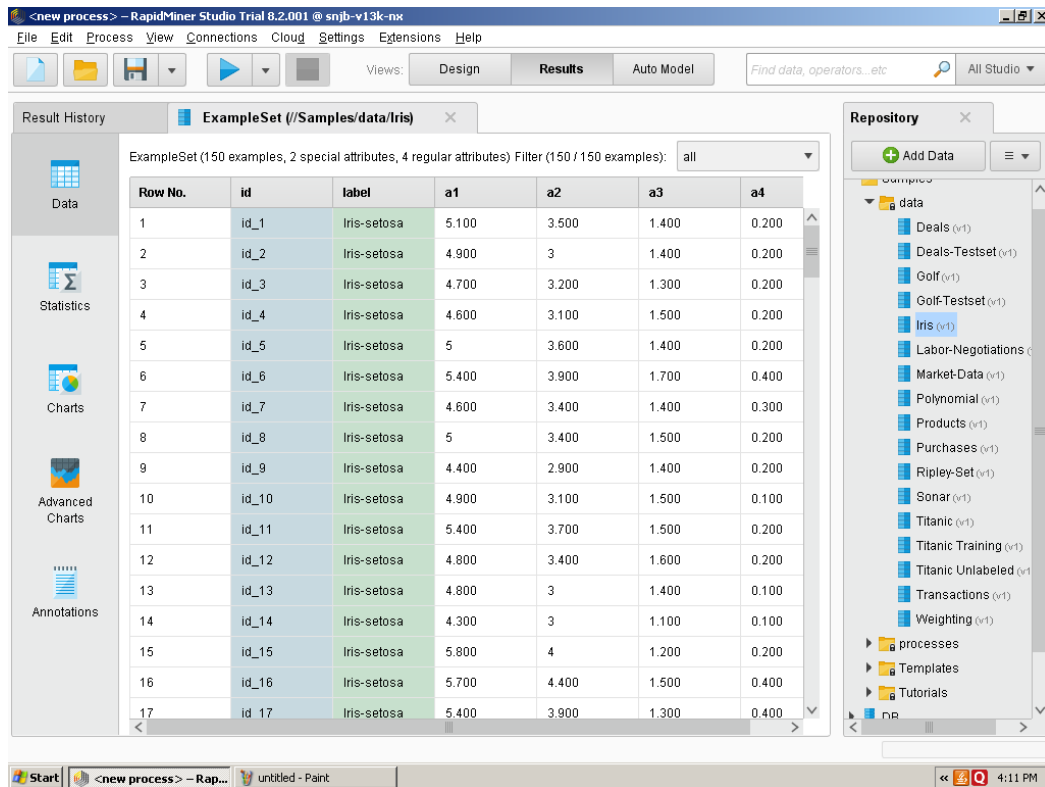 <new process> – RapidMiner Studio Trial 8.2.001 @ snjb-v13k-nx
File Edit Process View Connections Cloud Settings Extensions Help
Views: Design Results Auto Model Find data, operators...etc All Studio
Result History ExampleSet (//Samples/data/Iris) Repository
ExampleSet (150 examples, 2 special attributes, 4 regular attributes) Filter (150 / 150 examples): all
Add Data
Data
Statistics
Charts
Advanced
Charts
Annotations
Row No. id label a1 a2 a3 a4
1 id_1 Iris-setosa 5.100 3.500 1.400 0.200
2 id_2 Iris-setosa 4.900 3 1.400 0.200
3 id_3 Iris-setosa 4.700 3.200 1.300 0.200
4 id_4 Iris-setosa 4.600 3.100 1.500 0.200
5 id_5 Iris-setosa 5 3.600 1.400 0.200
6 id_6 Iris-setosa 5.400 3.900 1.700 0.400
7 id_7 Iris-setosa 4.600 3.400 1.400 0.300
8 id_8 Iris-setosa 5 3.400 1.500 0.200
9 id_9 Iris-setosa 4.400 2.900 1.400 0.200
10 id_10 Iris-setosa 4.900 3.100 1.500 0.100
11 id_11 Iris-setosa 5.400 3.700 1.500 0.200
12 id_12 Iris-setosa 4.800 3.400 1.600 0.200
13 id_13 Iris-setosa 4.800 3 1.400 0.100
14 id_14 Iris-setosa 4.300 3 1.100 0.100
15 id_15 Iris-setosa 5.800 4 1.200 0.200
16 id_16 Iris-setosa 5.700 4.400 1.500 0.400
17 id_17 Iris-setosa 5.400 3.900 1.300 0.400
Samples
data
Deals (v1)
Deals-Testset (v1)
Golf (v1)
Golf-Testset (v1)
Iris (v1)
Labor-Negotiations (
Market-Data (v1)
Polynomial (v1)
Products (v1)
Purchases (v1)
Ripley-Set (v1)
Sonar (v1)
Titanic (v1)
Titanic Training (v1)
Titanic Unlabeled (v1
Transactions (v1)
Weighting (v1)
processes
Templates
Tutorials
DB
Start <new process> – Rap... untitled - Paint 4:11 PM